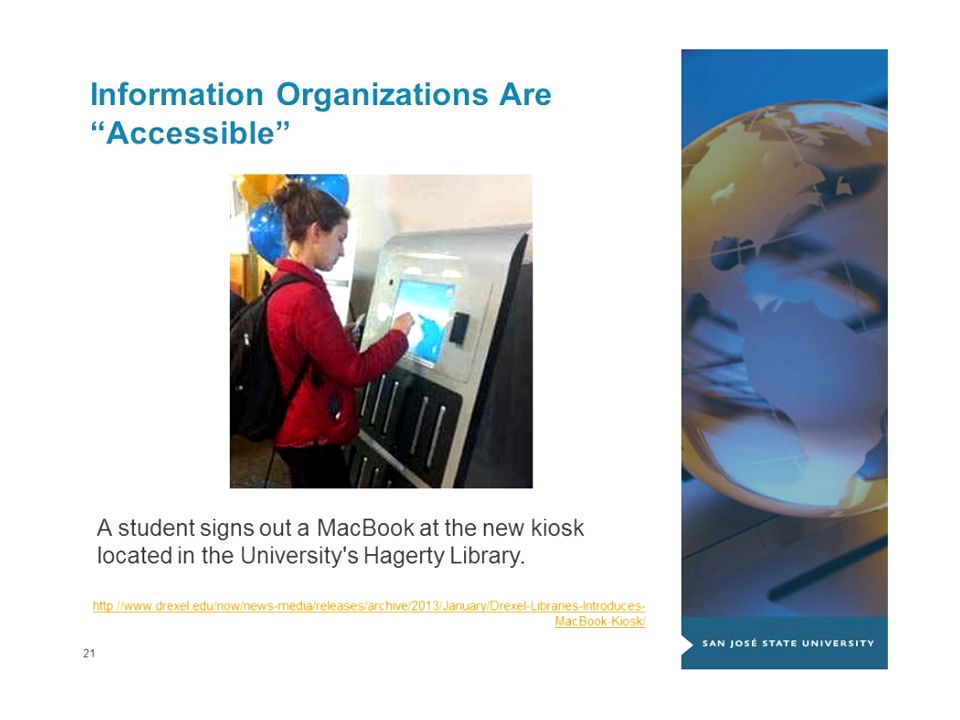 Information Organizations Are
“Accessible”
A student signs out a MacBook at the new kiosk
located in the University's Hagerty Library.
http://www.drexel.edu/now/news-media/releases/archive/2013/January/Drexel-Libraries-Introduces-
MacBook-Kiosk/
21
SAN JOSÉ STATE UNIVERSITY